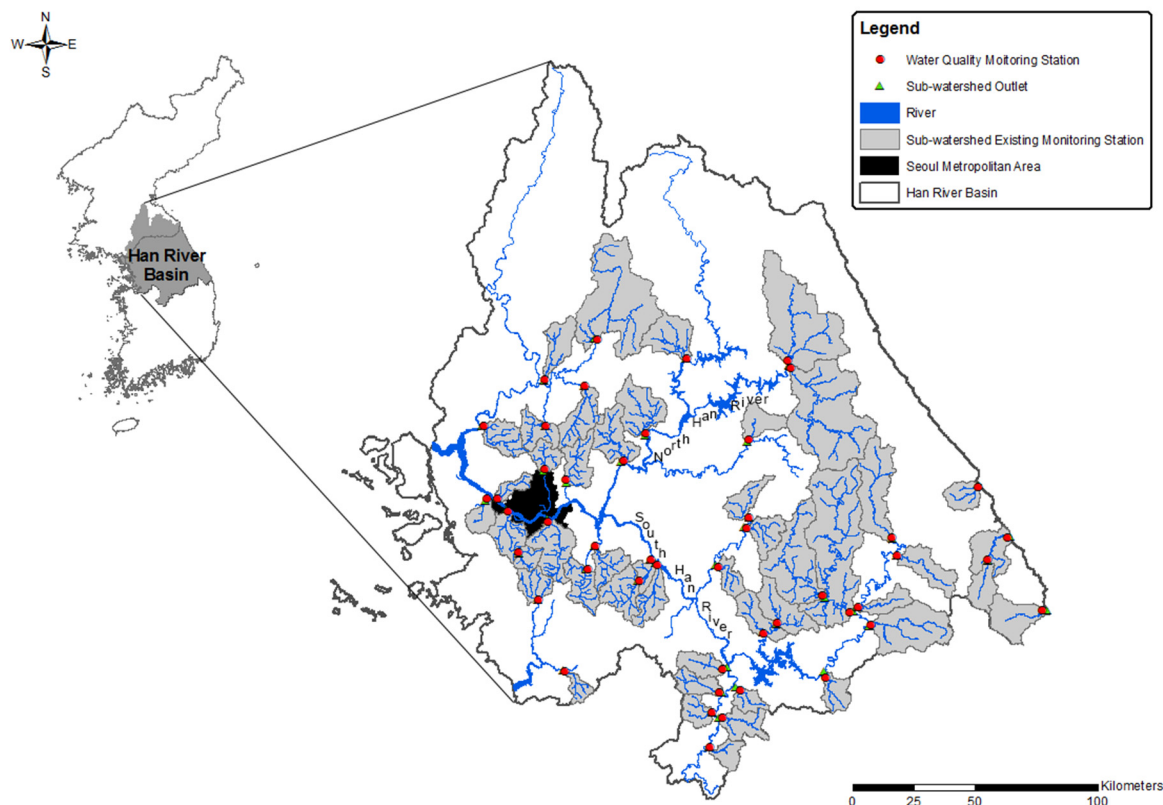 N
W E
S
Han River
Basin
Legend
Water Quality Moitoring Station
Sub-watershed Outlet
River
Sub-watershed Existing Monitoring Station
Seoul Metropolitan Area
Han River Basin
North Han River
South Han River
Kilometers
0 25 50 100